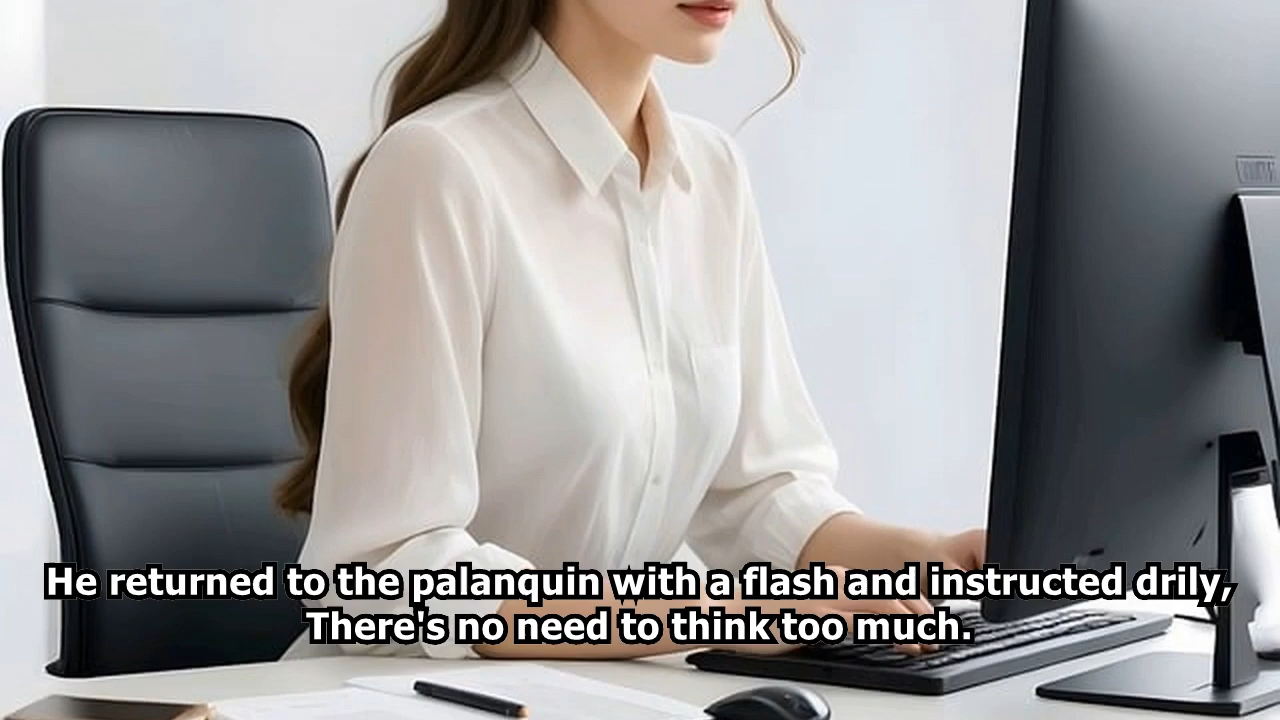 He returned to the palanquin with a flash and instructed drily,
There's no need to think too much.